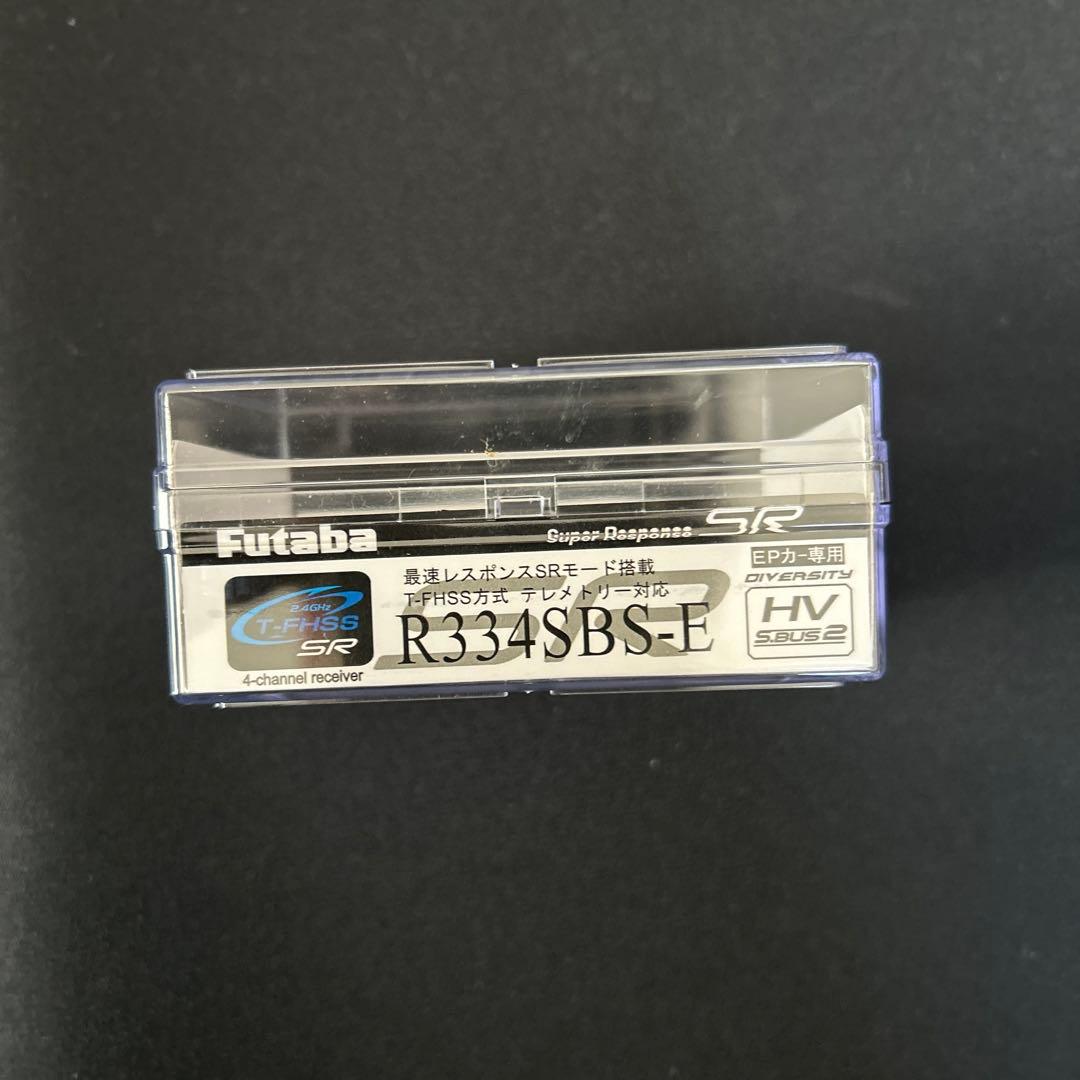 Futaba
Super Response SR
最速レスポンスSRモード搭載
T-FHSS方式 テレメトリー対応
R334SBS-E
2.4GHz
T-FHSS
SR
4-channel receiver
EPカー専用
DIVERSITY
HV
S.BUS2
SR